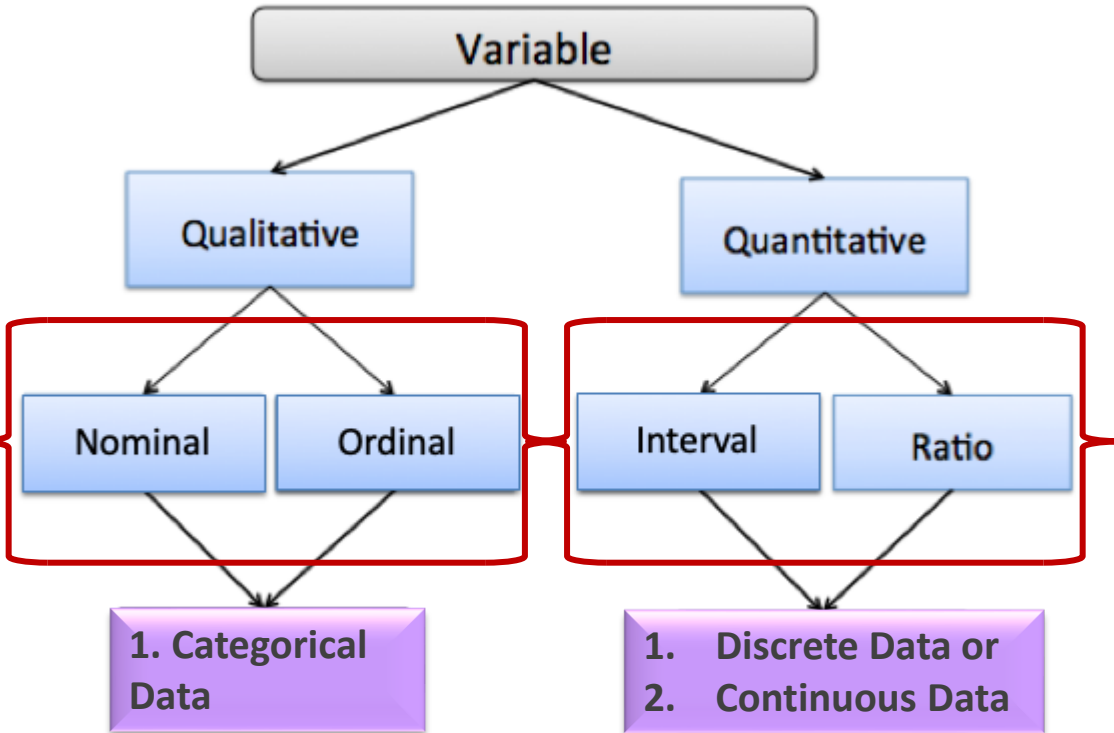 Variable
Qualitative
Quantitative
Nominal
Ordinal
Interval
Ratio
1. Categorical
Data
1. Discrete Data or
2. Continuous Data